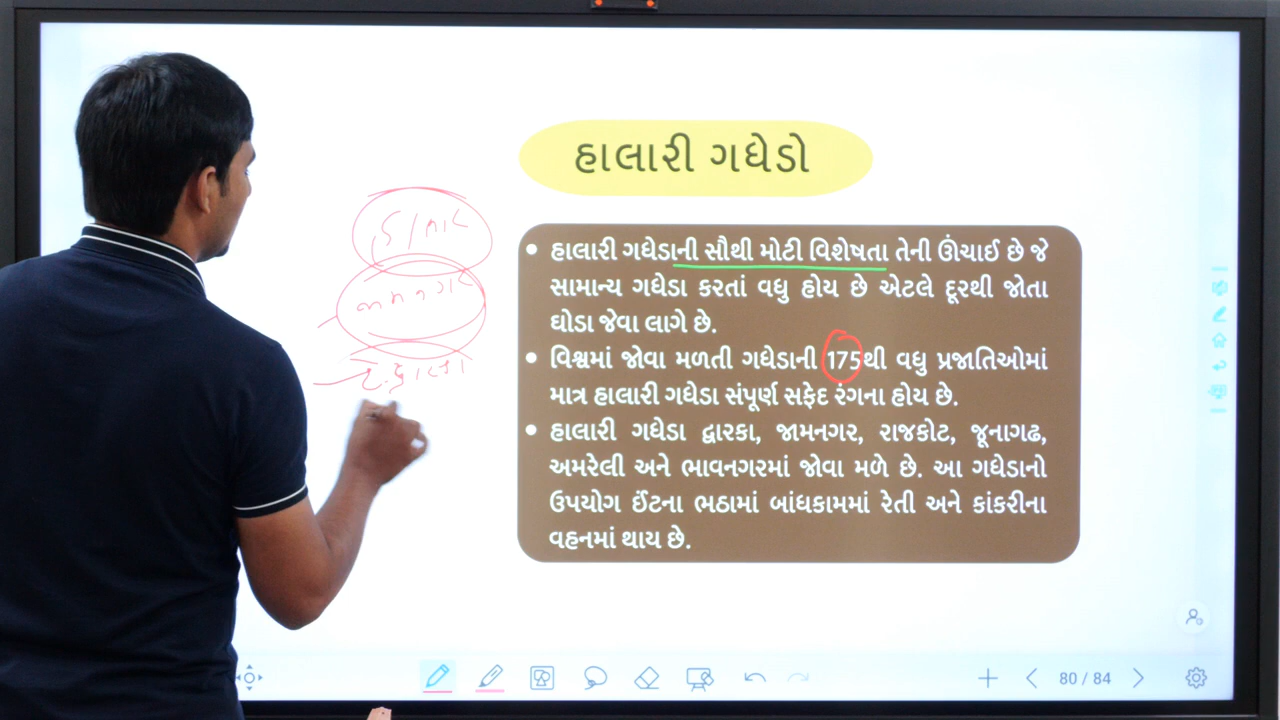 હાલારી ગધેડો
હાલાર
જામનગર
દે.દ્વારકા
• હાલારી ગધેડાની સૌથી મોટી વિશેષતા તેની ઊંચાઈ છે જે
સામાન્ય ગધેડા કરતાં વધુ હોય છે એટલે દૂરથી જોતા
ઘોડા જેવા લાગે છે.
• વિશ્વમાં જોવા મળતી ગધેડાની 175થી વધુ પ્રજાતિઓમાં
માત્ર હાલારી ગધેડા સંપૂર્ણ સફેદ રંગના હોય છે.
• હાલારી ગધેડા દ્વારકા, જામનગર, રાજકોટ, જૂનાગઢ,
અમરેલી અને ભાવનગરમાં જોવા મળે છે. આ ગધેડાનો
ઉપયોગ ઈંટના ભઠામાં બાંધકામમાં રેતી અને કાંકરીના
વહનમાં થાય છે.
80 / 84